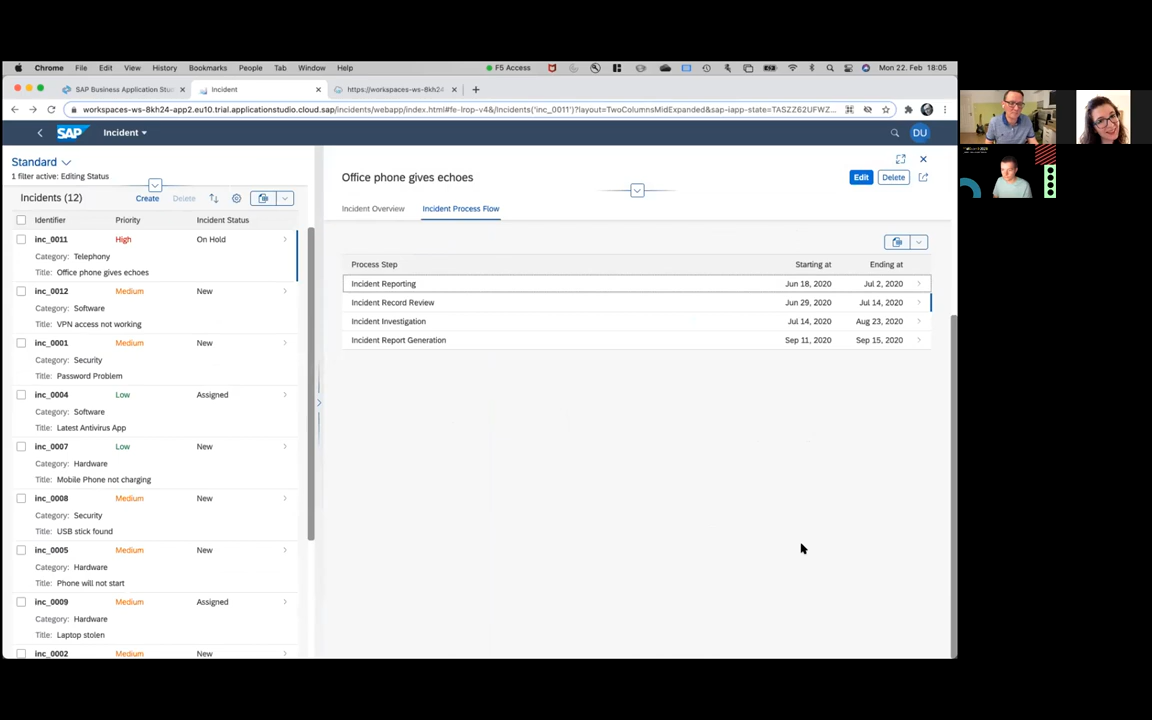 Chrome File Edit View History Bookmarks People Tab Window Help F5 Access Mon 22. Feb 18:05
SAP Business Application Stu Incident https://workspaces-ws-8kh24-
workspaces-ws-8kh24-app2.eu10.trial.applicationstudio.cloud.sap/incidents/webapp/index.html#fe-lrop-v4&/Incidents('inc_0011')?layout=TwoColumnsMidExpanded&sap-iapp-state=TASZZ62UFWZ...
SAP Incident DU
Standard
1 filter active: Editing Status
Incidents (12) Create Delete
Identifier Priority Incident Status
inc_0011 High On Hold
Category: Telephony
Title: Office phone gives echoes
inc_0012 Medium New
Category: Software
Title: VPN access not working
inc_0001 Medium New
Category: Security
Title: Password Problem
inc_0004 Low Assigned
Category: Software
Title: Latest Antivirus App
inc_0007 Low New
Category: Hardware
Title: Mobile Phone not charging
inc_0008 Medium New
Category: Security
Title: USB stick found
inc_0005 Medium New
Category: Hardware
Title: Phone will not start
inc_0009 Medium Assigned
Category: Hardware
Title: Laptop stolen
inc_0002 Medium New
Office phone gives echoes Edit Delete
Incident Overview Incident Process Flow
Process Step Starting at Ending at
Incident Reporting Jun 18, 2020 Jul 2, 2020
Incident Record Review Jun 29, 2020 Jul 14, 2020
Incident Investigation Jul 14, 2020 Aug 23, 2020
Incident Report Generation Sep 11, 2020 Sep 15, 2020